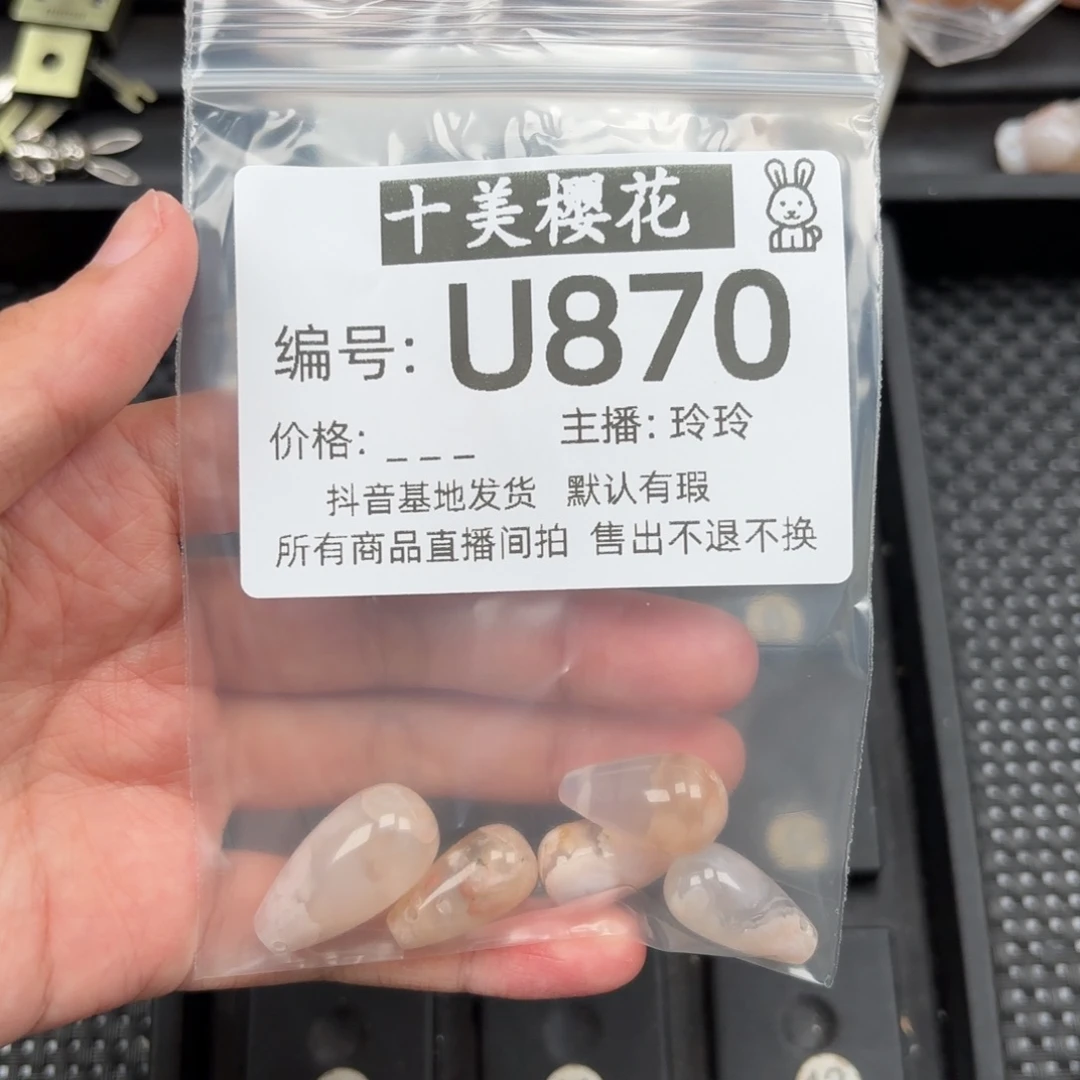 十美樱花
编号: U870
价格: _ _ _ 主播: 玲玲
抖音基地发货 默认有瑕
所有商品直播间拍 售出不退不换